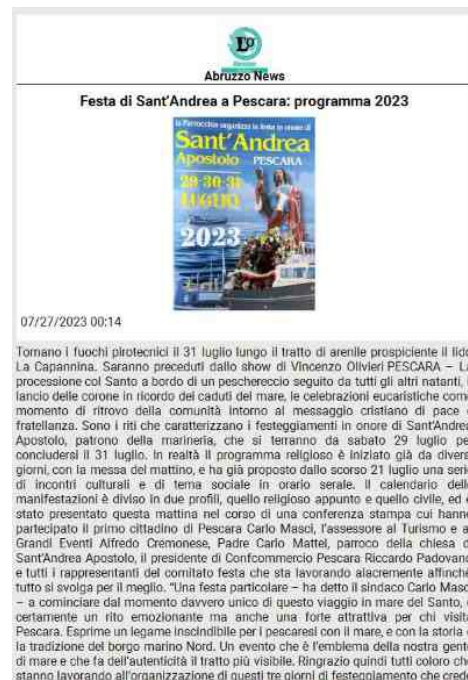 Abruzzo News
Festa di Sant'Andrea a Pescara: programma 2023
la Parrocchia organizza la festa in onore di
Sant'Andrea
Apostolo PESCARA
29-30-31
LUGLIO
2023
07/27/2023 00:14
Tornano i fuochi pirotecnici il 31 luglio lungo il tratto di arenile prospiciente il lido
La Capannina. Saranno preceduti dallo show di Vincenzo Olivieri PESCARA – La
processione col Santo a bordo di un peschereccio seguito da tutti gli altri natanti,
lancio delle corone in ricordo dei caduti del mare, le celebrazioni eucaristiche come
momento di ritrovo della comunità intorno al messaggio cristiano di pace
fratellanza. Sono i riti che caratterizzano i festeggiamenti in onore di Sant'Andrea
Apostolo, patrono della marineria, che si terranno da sabato 29 luglio pe
concludersi il 31 luglio. In realtà il programma religioso è iniziato già da diversi
giorni, con la messa del mattino, e ha già proposto dallo scorso 21 luglio una serie
di incontri culturali e di tema sociale in orario serale. Il calendario delle
manifestazioni è diviso in due profili, quello religioso appunto e quello civile, ed
stato presentato questa mattina nel corso di una conferenza stampa cui hanno
partecipato il primo cittadino di Pescara Carlo Masci, l'assessore al Turismo e ai
Grandi Eventi Alfredo Cremonese, Padre Carlo Mattei, parroco della chiesa d
Sant'Andrea Apostolo, il presidente di Confcommercio Pescara Riccardo Padovano
e tutti i rappresentanti del comitato festa che sta lavorando alacremente affinché
tutto si svolga per il meglio. "Una festa particolare – ha detto il sindaco Carlo Masci
– a cominciare dal momento davvero unico di questo viaggio in mare del Santo,
certamente un rito emozionante ma anche una forte attrattiva per chi visita
Pescara. Esprime un legame inscindibile per i pescaresi con il mare, e con la storia e
la tradizione del borgo marino Nord. Un evento che è l'emblema della nostra gente
di mare e che fa dell'autenticità il tratto più visibile. Ringrazio quindi tutti coloro che
stanno lavorando all'organizzazione di questi tre giorni di festeggiamento che cred